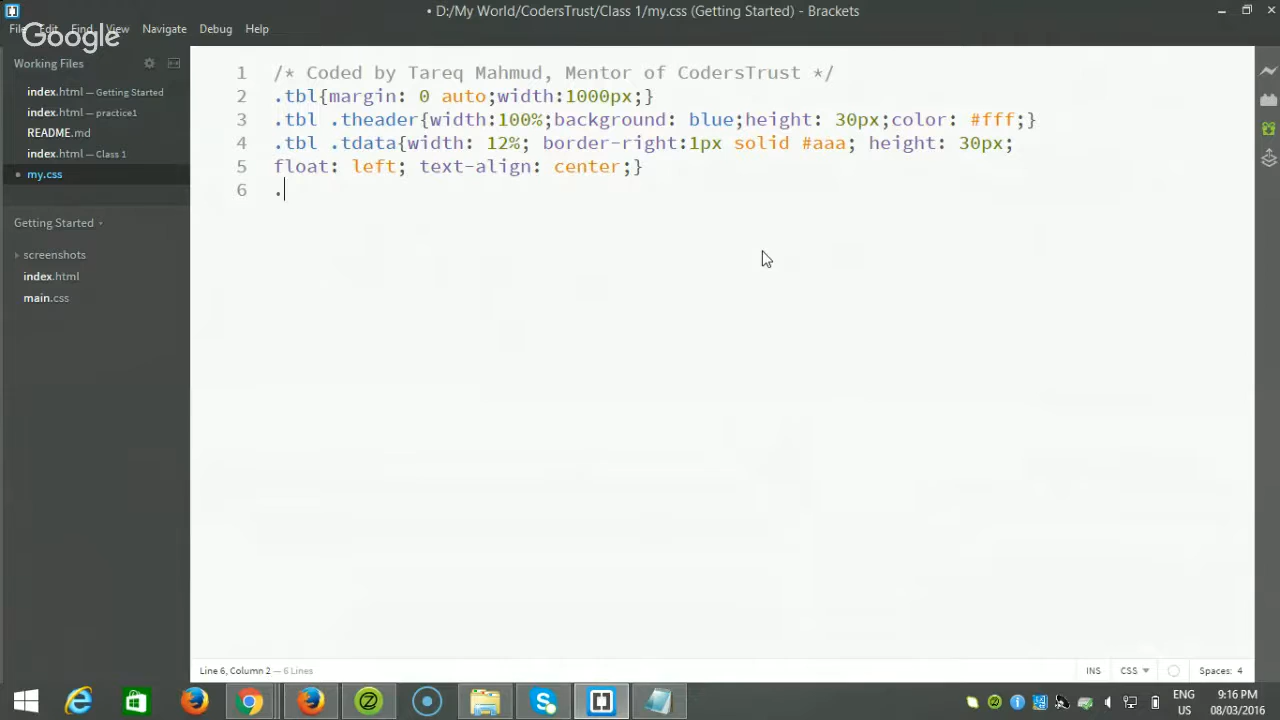 • D:/My World/CodersTrust/Class 1/my.css (Getting Started) - Brackets
File Edit Find View Navigate Debug Help
Google
Working Files
index.html — Getting Started
index.html — practice1
README.md
index.html — Class 1
• my.css
Getting Started
screenshots
index.html
main.css
1 /* Coded by Tareq Mahmud, Mentor of CodersTrust */
2 .tbl{margin: 0 auto;width:1000px;}
3 .tbl .theader{width:100%;background: blue;height: 30px;color: #fff;}
4 .tbl .tdata{width: 12%; border-right:1px solid #aaa; height: 30px;
5 float: left; text-align: center;}
6 .
Line 6, Column 2 — 6 Lines
INS CSS Spaces: 4
ENG 9:16 PM
US 08/03/2016